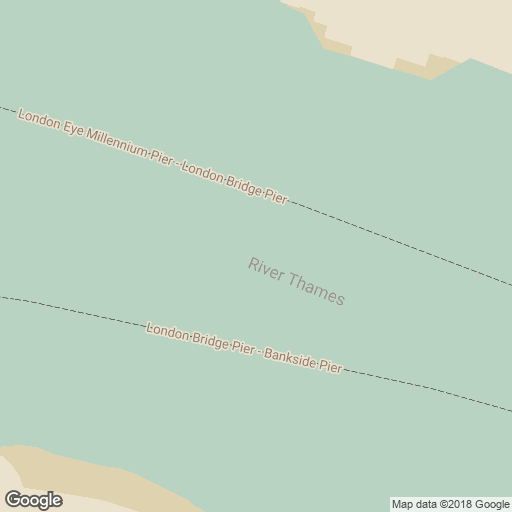 London Eye Millennium Pier - London Bridge Pier
River Thames
London Bridge Pier - Bankside Pier
Google
Map data ©2018 Google